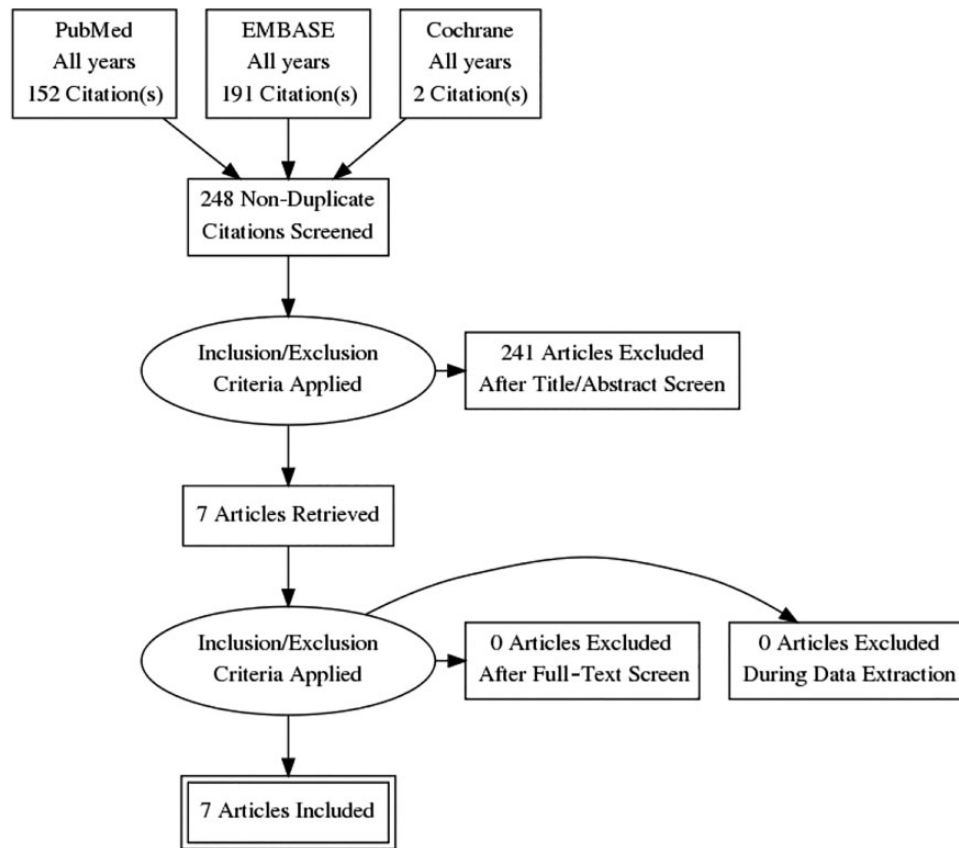 PubMed
All years
152 Citation(s)
EMBASE
All years
191 Citation(s)
Cochrane
All years
2 Citation(s)
248 Non-Duplicate
Citations Screened
Inclusion/Exclusion
Criteria Applied
241 Articles Excluded
After Title/Abstract Screen
7 Articles Retrieved
Inclusion/Exclusion
Criteria Applied
0 Articles Excluded
After Full-Text Screen
0 Articles Excluded
During Data Extraction
7 Articles Included